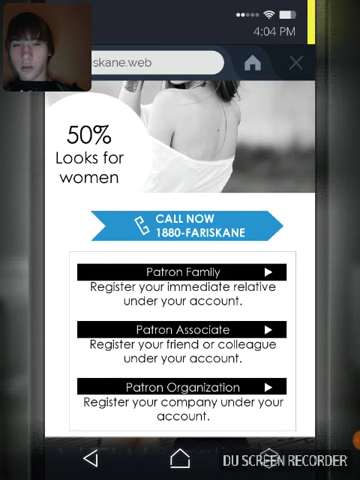 4:04 PM
skane.web
50%
Looks for
women
CALL NOW
1880-FARISKANE
Patron Family
Register your immediate relative
under your account.
Patron Associate
Register your friend or colleague
under your account.
Patron Organization
Register your company under your
account.
DU SCREEN RECORDER